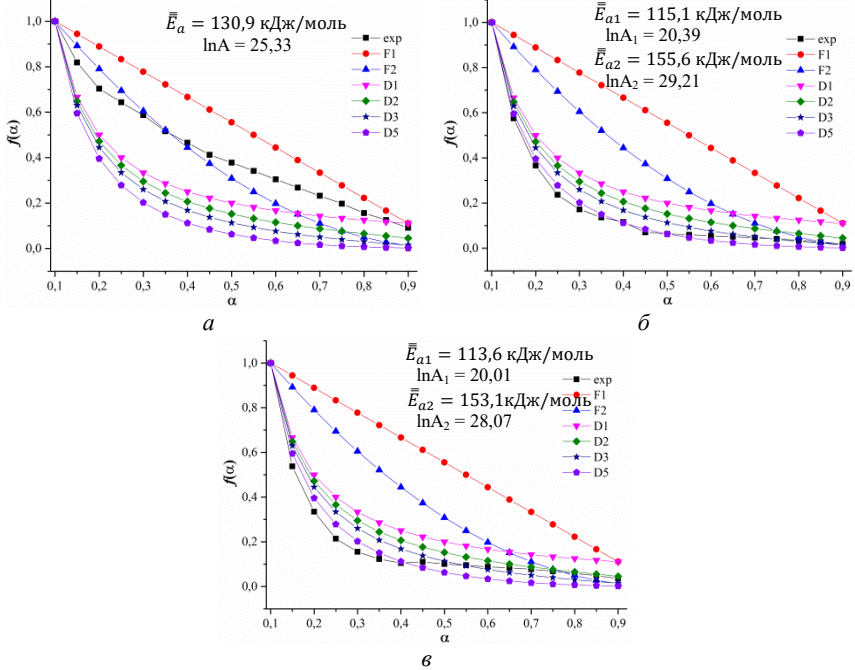 E̿ₐ = 130,9 кДж/моль
lnA = 25,33
exp
F1
F2
D1
D2
D3
D5
f(α)
1,0
0,8
0,6
0,4
0,2
0,0
0,1 0,2 0,3 0,4 0,5 0,6 0,7 0,8 0,9
α
а
E̿ₐ₁ = 115,1 кДж/моль
lnA₁ = 20,39
E̿ₐ₂ = 155,6 кДж/моль
lnA₂ = 29,21
exp
F1
F2
D1
D2
D3
D5
f(α)
1,0
0,8
0,6
0,4
0,2
0,0
0,1 0,2 0,3 0,4 0,5 0,6 0,7 0,8 0,9
α
б
E̿ₐ₁ = 113,6 кДж/моль
lnA₁ = 20,01
E̿ₐ₂ = 153,1кДж/моль
lnA₂ = 28,07
exp
F1
F2
D1
D2
D3
D5
f(α)
1,0
0,8
0,6
0,4
0,2
0,0
0,1 0,2 0,3 0,4 0,5 0,6 0,7 0,8 0,9
α
в